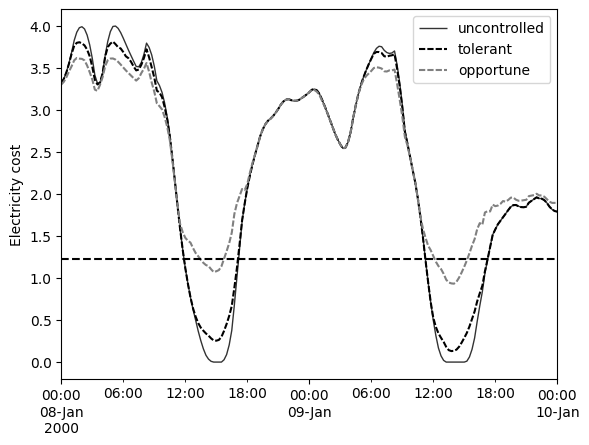 uncontrolled
tolerant
opportune
Electricity cost
4.0
3.5
3.0
2.5
2.0
1.5
1.0
0.5
0.0
00:00 06:00 12:00 18:00 00:00 06:00 12:00 18:00 00:00
08-Jan 09-Jan 10-Jan
2000